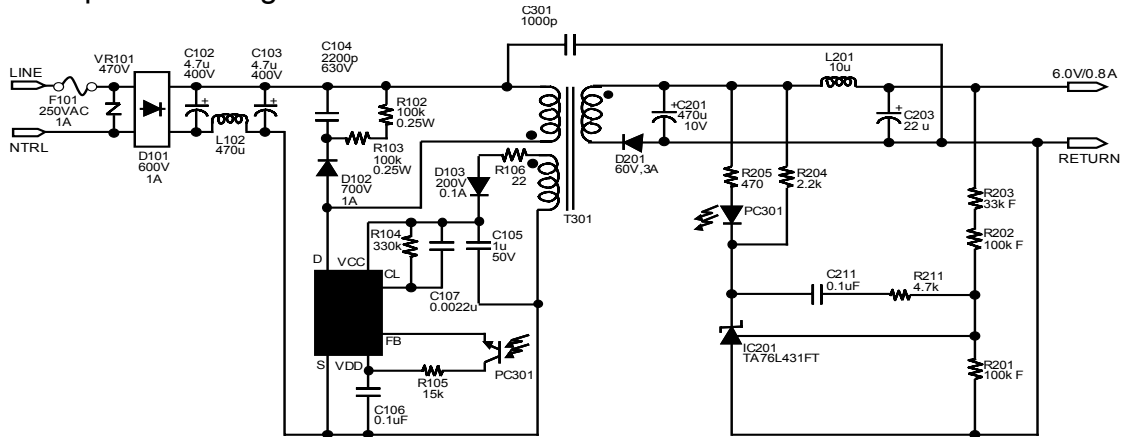 C301
1000p
VR101
470V
C102
4.7u
400V
C103
4.7u
400V
C104
2200p
630V
L201
10u
LINE
6.0V/0.8A
F101
250VAC
1A
R102
100k
0.25W
C201
470u
10V
C203
22 u
NTRL
L102
470u
R103
100k
0.25W
D201
60V,3A
RETURN
D101
600V
1A
D102
700V
1A
D103
200V
0.1A
R106
22
T301
R205
470
R204
2.2k
R203
33k F
PC301
R104
330k
C105
1u
50V
R202
100k F
D
VCC
CL
C107
0.0022u
C211
0.1uF
R211
4.7k
FB
IC201
TA76L431FT
S
VDD
R105
15k
PC301
R201
100k F
C106
0.1uF